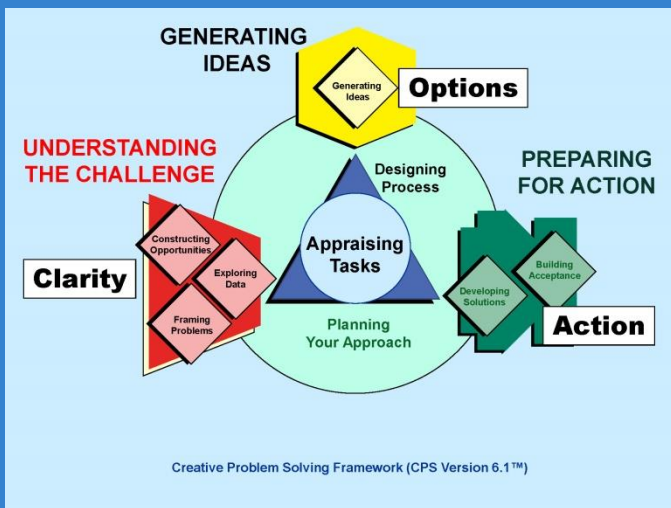 GENERATING
IDEAS
Generating
Ideas
Options
UNDERSTANDING
THE CHALLENGE
Constructing
Opportunities
Exploring
Data
Framing
Problems
Clarity
Designing
Process
Appraising
Tasks
Planning
Your Approach
PREPARING
FOR ACTION
Building
Acceptance
Developing
Solutions
Action
Creative Problem Solving Framework (CPS Version 6.1™)